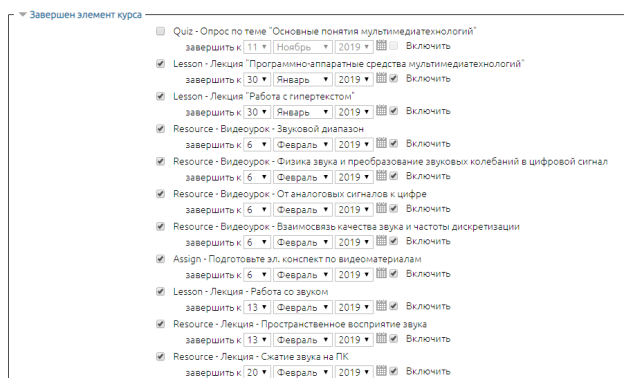 Завершен элемент курса
Quiz - Опрос по теме "Основные понятия мультимедиатехнологий"
завершить к 11 Ноябрь 2019 Включить
Lesson - Лекция "Программно-аппаратные средства мультимедиатехнологий"
завершить к 30 Январь 2019 Включить
Lesson - Лекция "Работа с гипертекстом"
завершить к 30 Январь 2019 Включить
Resource - Видеоурок - Звуковой диапазон
завершить к 6 Февраль 2019 Включить
Resource - Видеоурок - Физика звука и преобразование звуковых колебаний в цифровой сигнал
завершить к 6 Февраль 2019 Включить
Resource - Видеоурок - От аналоговых сигналов к цифре
завершить к 6 Февраль 2019 Включить
Resource - Видеоурок - Взаимосвязь качества звука и частоты дискретизации
завершить к 6 Февраль 2019 Включить
Assign - Подготовьте эл. конспект по видеоматериалам
завершить к 6 Февраль 2019 Включить
Lesson - Лекция - Работа со звуком
завершить к 13 Февраль 2019 Включить
Resource - Лекция - Пространственное восприятие звука
завершить к 13 Февраль 2019 Включить
Resource - Лекция - Сжатие звука на ПК
завершить к 20 Февраль 2019 Включить